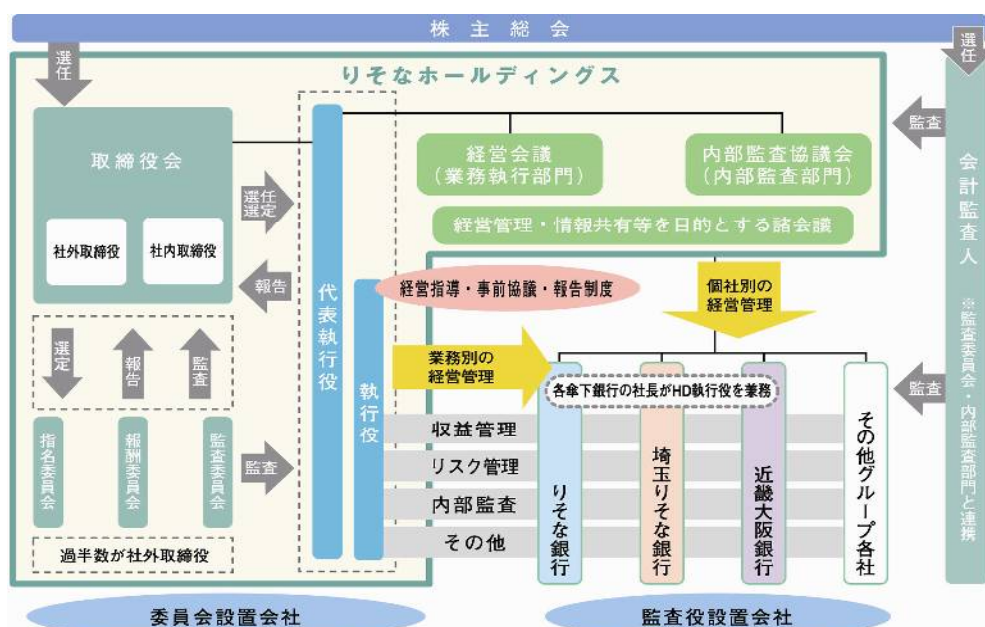 株主総会
選任
選任
りそなホールディングス
取締役会
社外取締役
社内取締役
選任
選定
報告
経営会議
(業務執行部門)
内部監査協議会
(内部監査部門)
経営管理・情報共有等を目的とする諸会議
監査
会計監査人
※監査委員会・内部監査部門と連携
代表執行役
執行役
経営指導・事前協議・報告制度
個社別の
経営管理
選定
報告
監査
業務別の
経営管理
各傘下銀行の社長がHD執行役を兼務
監査
指名委員会
報酬委員会
監査委員会
監査
収益管理
リスク管理
内部監査
その他
りそな銀行
埼玉りそな銀行
近畿大阪銀行
その他グループ各社
過半数が社外取締役
委員会設置会社
監査役設置会社